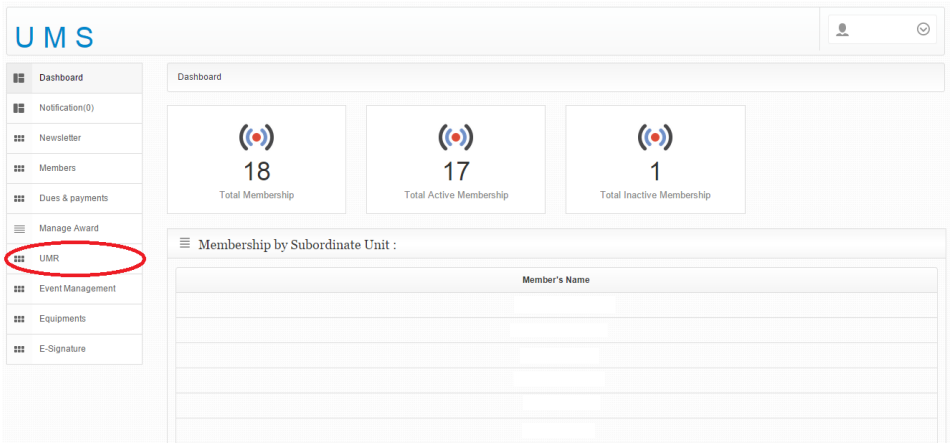 UMS
Dashboard
Notification(0)
Newsletter
Members
Dues & payments
Manage Award
UMR
Event Management
Equipments
E-Signature
Dashboard
18
Total Membership
17
Total Active Membership
1
Total Inactive Membership
Membership by Subordinate Unit :
Member's Name